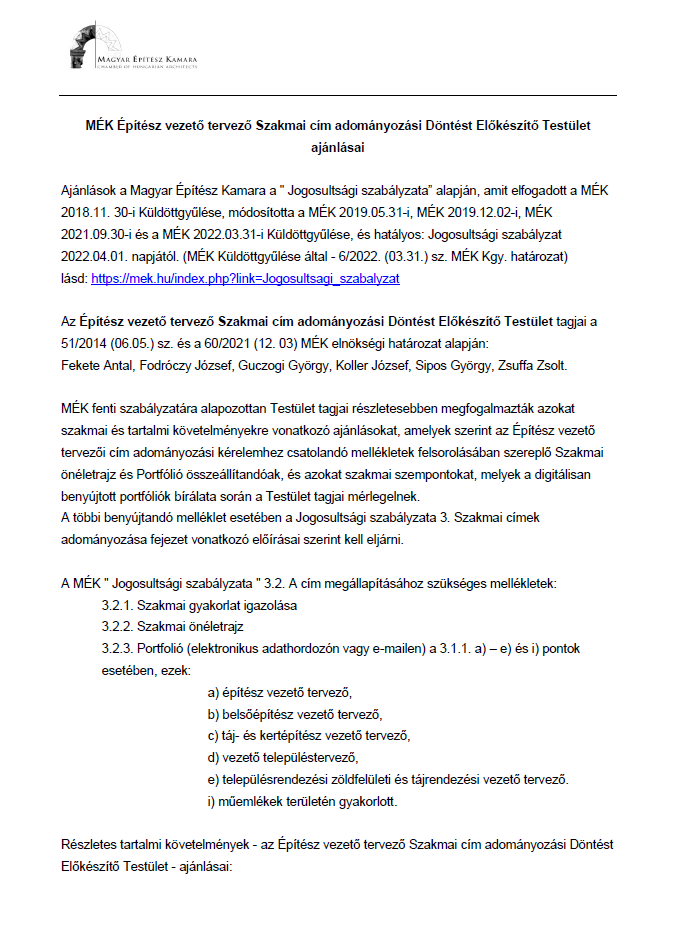 MAGYAR ÉPÍTÉSZ KAMARA
CHAMBER OF HUNGARIAN ARCHITECTS
MÉK Építész vezető tervező Szakmai cím adományozási Döntést Előkészítő Testület
ajánlásai
Ajánlások a Magyar Építész Kamara a " Jogosultsági szabályzata” alapján, amit elfogadott a MÉK
2018.11. 30-i Küldöttgyűlése, módosította a MÉK 2019.05.31-i, MÉK 2019.12.02-i, MÉK
2021.09.30-i és a MÉK 2022.03.31-i Küldöttgyűlése, és hatályos: Jogosultsági szabályzat
2022.04.01. napjától. (MÉK Küldöttgyűlése által - 6/2022. (03.31.) sz. MÉK Kgy. határozat)
lásd: https://mek.hu/index.php?link=Jogosultsagi_szabalyzat
Az Építész vezető tervező Szakmai cím adományozási Döntést Előkészítő Testület tagjai a
51/2014 (06.05.) sz. és a 60/2021 (12. 03) MÉK elnökségi határozat alapján:
Fekete Antal, Fodróczy József, Guczogi György, Koller József, Sipos György, Zsuffa Zsolt.
MÉK fenti szabályzatára alapozottan Testület tagjai részletesebben megfogalmazták azokat
szakmai és tartalmi követelményekre vonatkozó ajánlásokat, amelyek szerint az Építész vezető
tervezői cím adományozási kérelemhez csatolandó mellékletek felsorolásában szereplő Szakmai
önéletrajz és Portfólió összeállítandóak, és azokat szakmai szempontokat, melyek a digitálisan
benyújtott portfóliók bírálata során a Testület tagjai mérlegelnek.
A többi benyújtandó melléklet esetében a Jogosultsági szabályzata 3. Szakmai címek
adományozása fejezet vonatkozó előírásai szerint kell eljárni.
A MÉK " Jogosultsági szabályzata " 3.2. A cím megállapításához szükséges mellékletek:
3.2.1. Szakmai gyakorlat igazolása
3.2.2. Szakmai önéletrajz
3.2.3. Portfolió (elektronikus adathordozón vagy e-mailen) a 3.1.1. a) – e) és i) pontok
esetében, ezek:
a) építész vezető tervező,
b) belsőépítész vezető tervező,
c) táj- és kertépítész vezető tervező,
d) vezető településtervező,
e) településrendezési zöldfelületi és tájrendezési vezető tervező.
i) műemlékek területén gyakorlott.
Részletes tartalmi követelmények - az Építész vezető tervező Szakmai cím adományozási Döntést
Előkészítő Testület - ajánlásai: